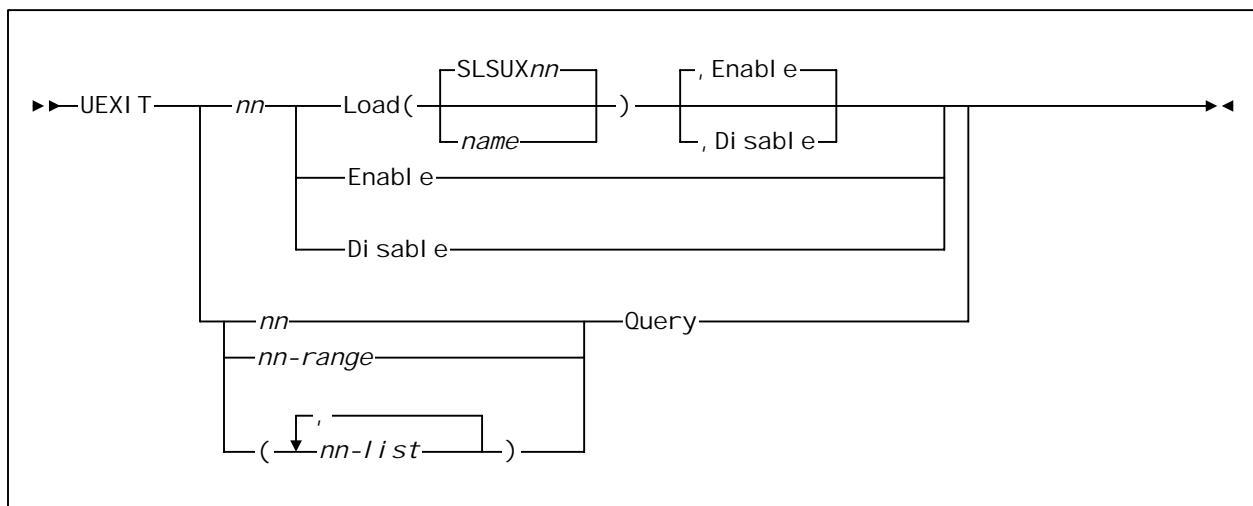 SLSUXnn ,Enable
UEXIT nn Load( ) 
name ,Disable
Enable
Disable
nn Query
nn-range
,
( nn-list )